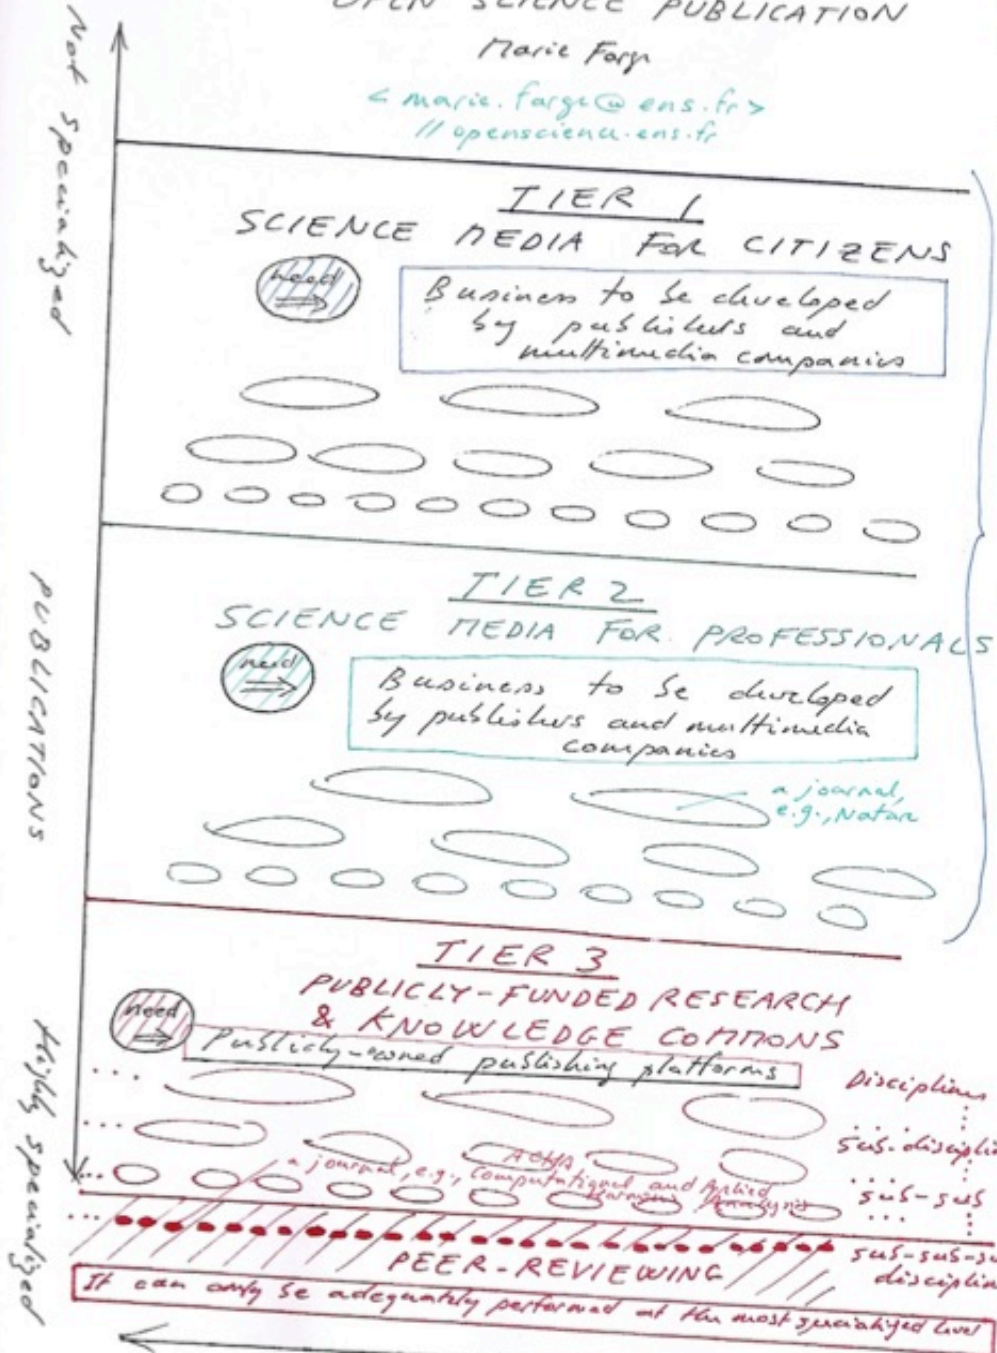 OPEN SCIENCE PUBLICATION
Marie Farge
< marie.farge@ens.fr >
// openscience.ens.fr
Not specialized
PUBLICATIONS
Highly specialized
TIER 1
SCIENCE MEDIA FOR CITIZENS
need
Business to be developed
by publishers and
multimedia companies
TIER 2
SCIENCE MEDIA FOR PROFESSIONALS
need
Business to be developed
by publishers and multimedia
companies
a journal,
e.g., Nature
TIER 3
PUBLICLY-FUNDED RESEARCH
& KNOWLEDGE COMMONS
need
Publicly-owned publishing platforms
Disciplines
sub-discipli
ACHA
a journal, e.g., Computational and Applied
Harmonic Analysis
sub-sub
sub-sub-su
disciplin
PEER-REVIEWING
It can only be adequately performed at the most specialized level